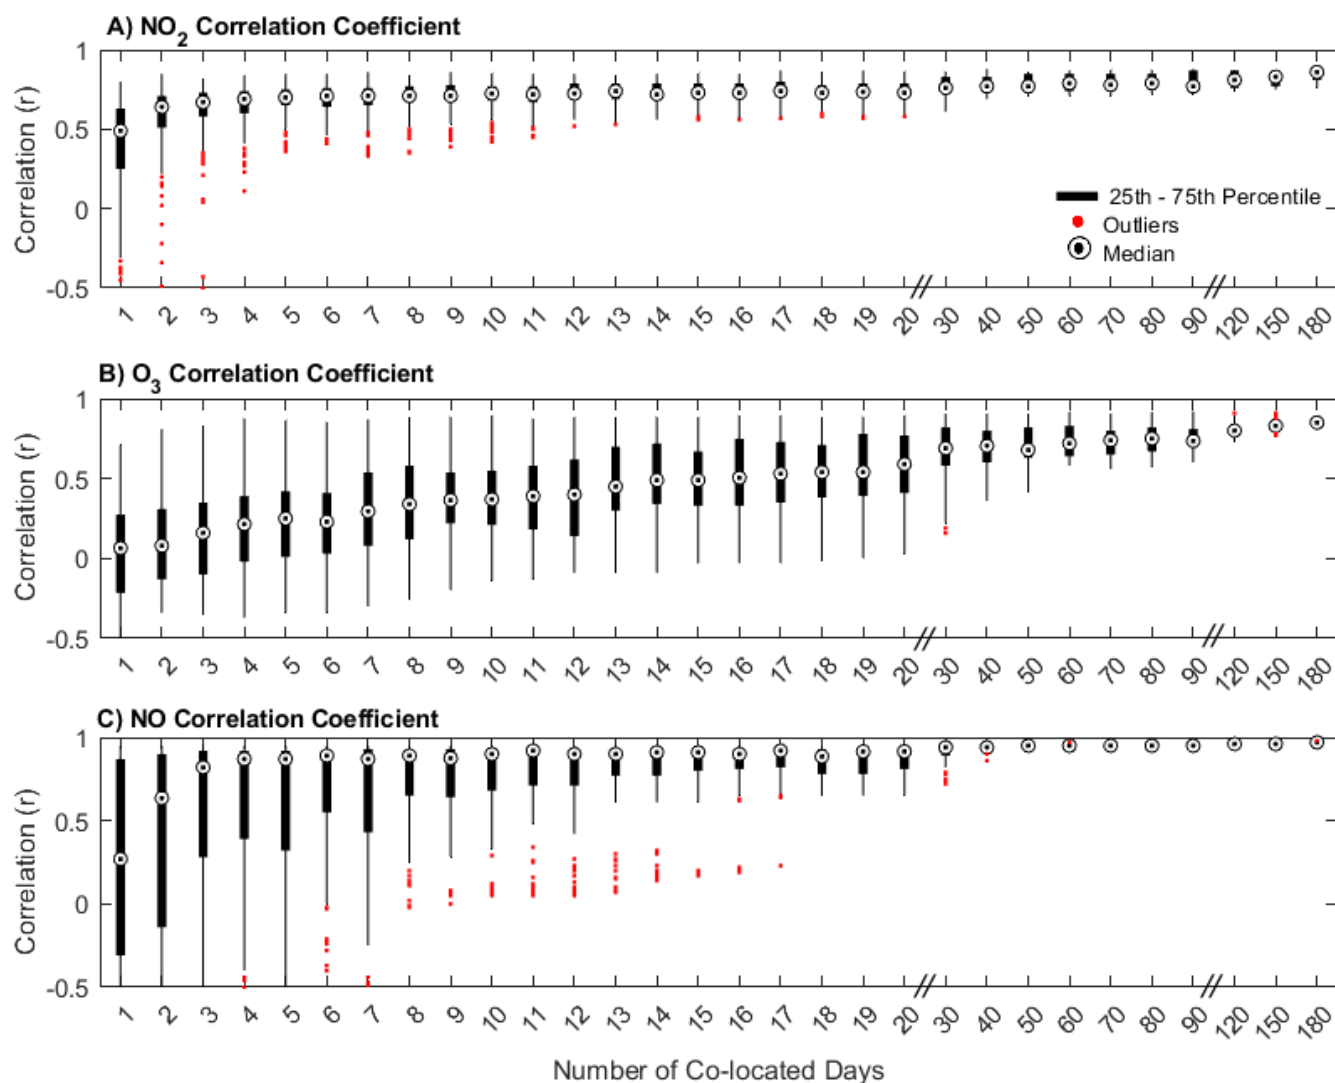 A) NO2 Correlation Coefficient
Correlation (r)
1
0.5
0
-0.5
25th - 75th Percentile
Outliers
Median
1 2 3 4 5 6 7 8 9 10 11 12 13 14 15 16 17 18 19 20 // 30 40 50 60 70 80 90 // 120 150 180
B) O3 Correlation Coefficient
Correlation (r)
1
0.5
0
-0.5
1 2 3 4 5 6 7 8 9 10 11 12 13 14 15 16 17 18 19 20 // 30 40 50 60 70 80 90 // 120 150 180
C) NO Correlation Coefficient
Correlation (r)
1
0.5
0
-0.5
1 2 3 4 5 6 7 8 9 10 11 12 13 14 15 16 17 18 19 20 // 30 40 50 60 70 80 90 // 120 150 180
Number of Co-located Days